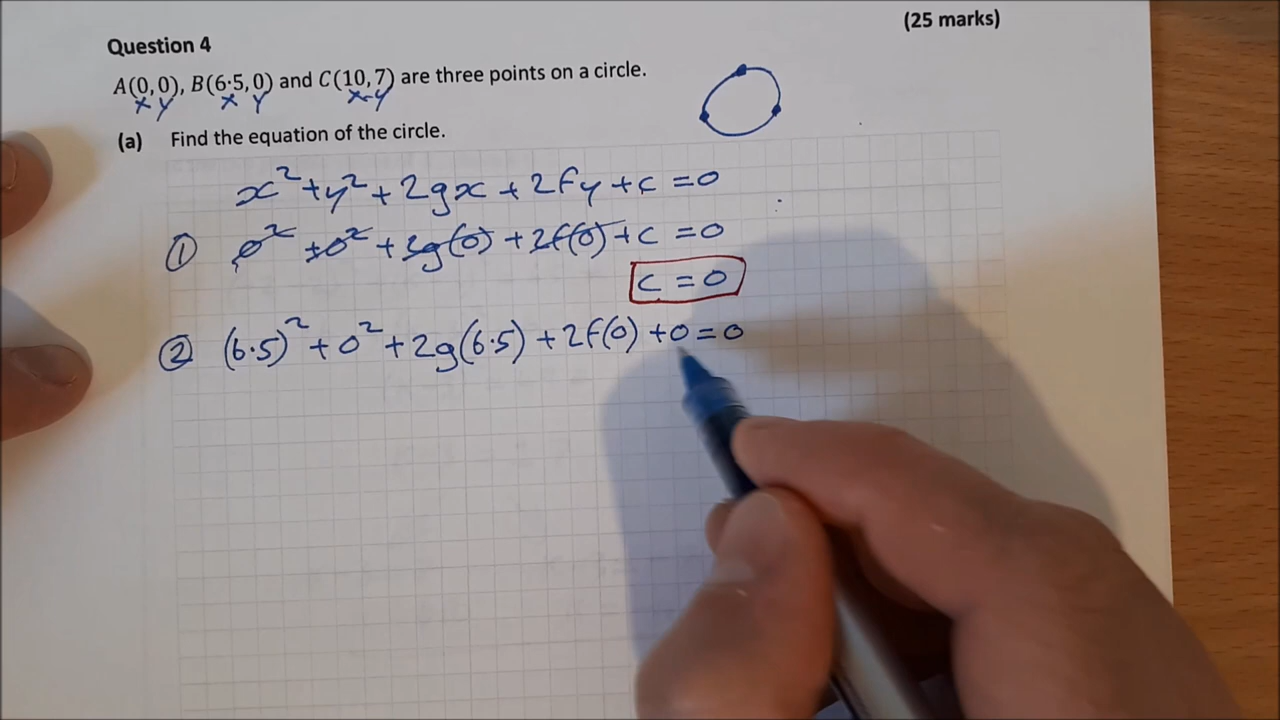 (25 marks)
Question 4
A(0,0), B(6·5,0) and C(10,7) are three points on a circle.
x y x y x y
(a) Find the equation of the circle.
x² + y² + 2gx + 2fy + c = 0
① 0² + 0² + 2g(0) + 2f(0) + c = 0
c = 0
② (6·5)² + 0² + 2g(6·5) + 2f(0) + 0 = 0